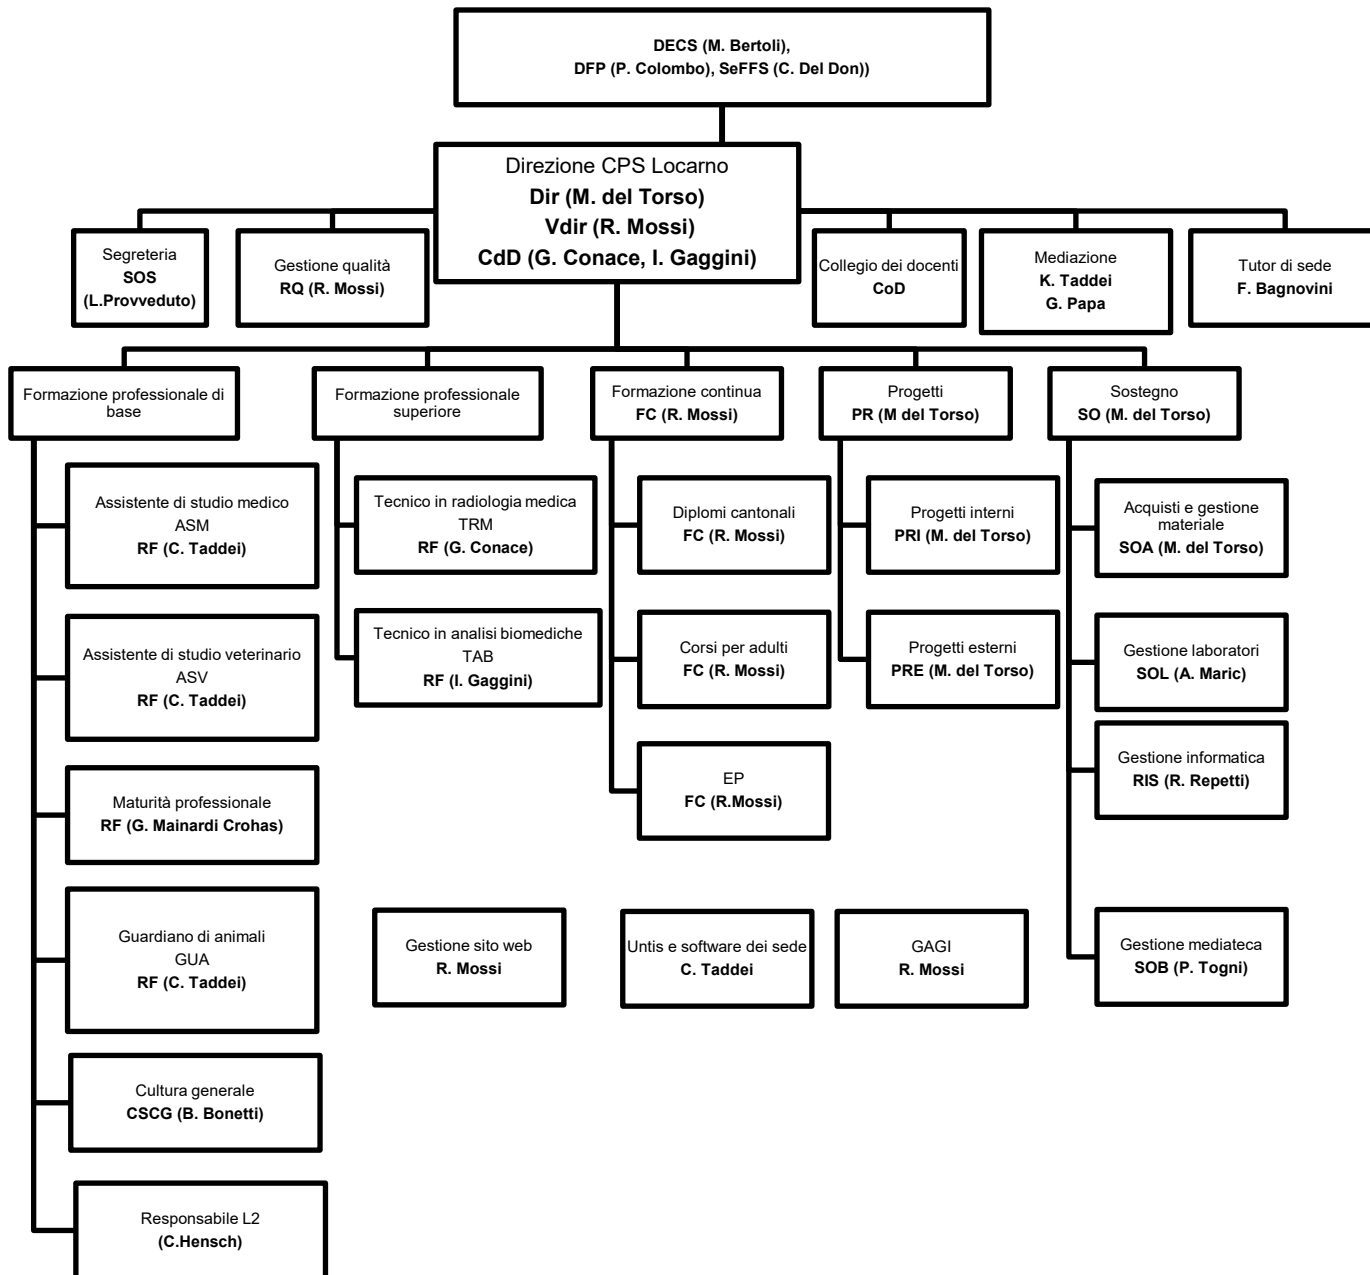 DECS (M. Bertoli),
DFP (P. Colombo), SeFFS (C. Del Don))
Direzione CPS Locarno
Dir (M. del Torso)
Vdir (R. Mossi)
CdD (G. Conace, I. Gaggini)
Segreteria
SOS
(L.Provveduto)
Gestione qualità
RQ (R. Mossi)
Collegio dei docenti
CoD
Mediazione
K. Taddei
G. Papa
Tutor di sede
F. Bagnovini
Formazione professionale di
base
Formazione professionale
superiore
Formazione continua
FC (R. Mossi)
Progetti
PR (M del Torso)
Sostegno
SO (M. del Torso)
Assistente di studio medico
ASM
RF (C. Taddei)
Tecnico in radiologia medica
TRM
RF (G. Conace)
Diplomi cantonali
FC (R. Mossi)
Progetti interni
PRI (M. del Torso)
Acquisti e gestione
materiale
SOA (M. del Torso)
Assistente di studio veterinario
ASV
RF (C. Taddei)
Tecnico in analisi biomediche
TAB
RF (I. Gaggini)
Corsi per adulti
FC (R. Mossi)
Progetti esterni
PRE (M. del Torso)
Gestione laboratori
SOL (A. Maric)
Maturità professionale
RF (G. Mainardi Crohas)
EP
FC (R.Mossi)
Gestione informatica
RIS (R. Repetti)
Guardiano di animali
GUA
RF (C. Taddei)
Gestione sito web
R. Mossi
Untis e software dei sede
C. Taddei
GAGI
R. Mossi
Gestione mediateca
SOB (P. Togni)
Cultura generale
CSCG (B. Bonetti)
Responsabile L2
(C.Hensch)